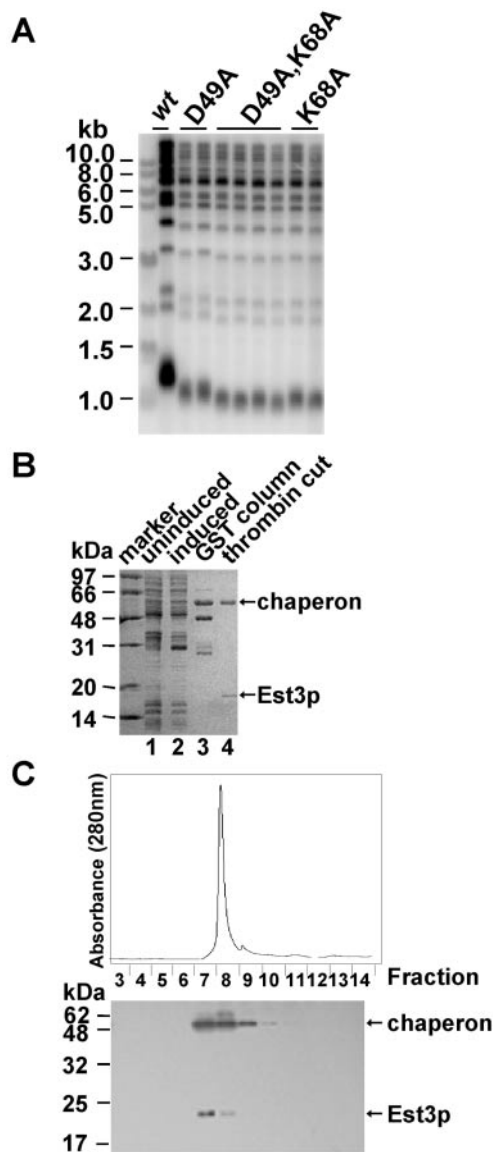 A
wt
D49A
D49A,K68A
K68A
kb
10.0
8.0
6.0
5.0
3.0
2.0
1.5
1.0
B
marker
uninduced
induced
GST column
thrombin cut
kDa
97
66
48
31
20
14
chaperon
Est3p
1 2 3 4
C
Absorbance (280nm)
3 4 5 6 7 8 9 10 11 12 13 14 Fraction
kDa
62
48
32
25
17
chaperon
Est3p